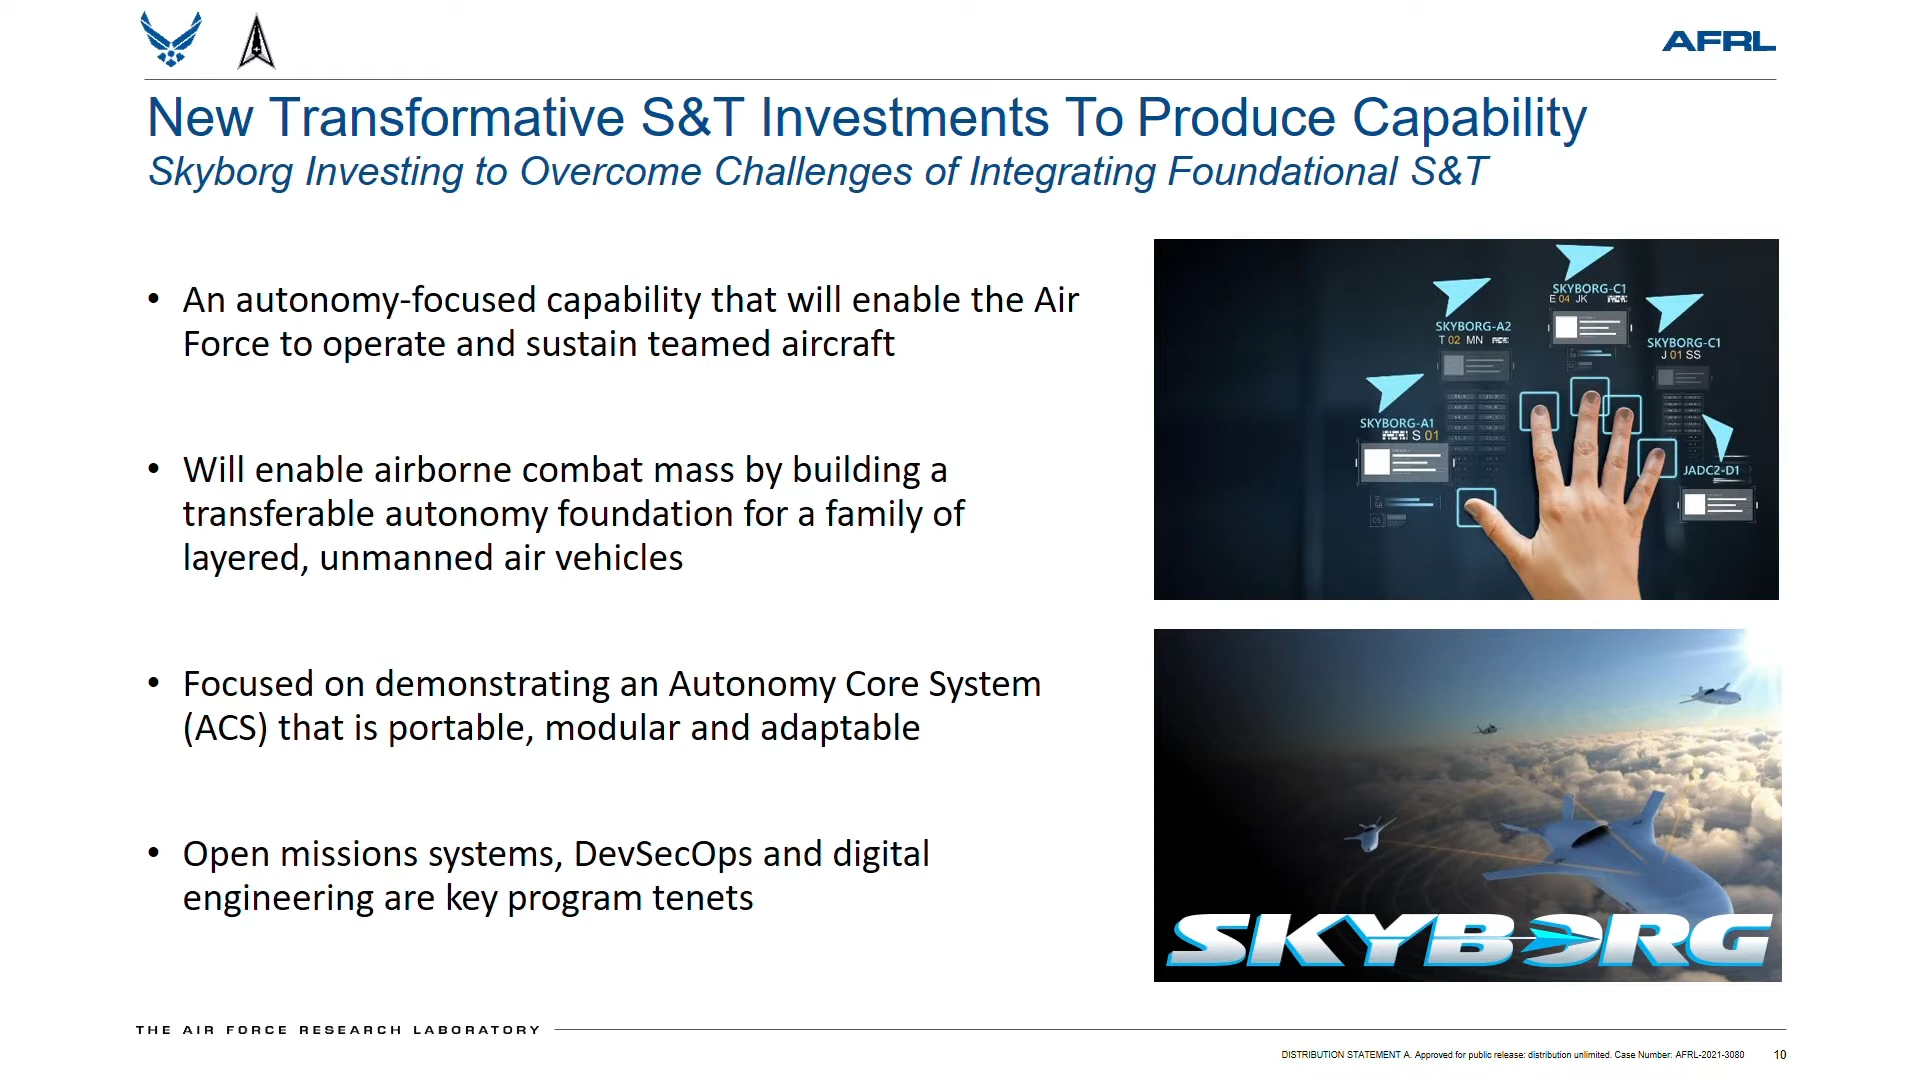 AFRL
New Transformative S&T Investments To Produce Capability
Skyborg Investing to Overcome Challenges of Integrating Foundational S&T
• An autonomy-focused capability that will enable the Air
Force to operate and sustain teamed aircraft
• Will enable airborne combat mass by building a
transferable autonomy foundation for a family of
layered, unmanned air vehicles
• Focused on demonstrating an Autonomy Core System
(ACS) that is portable, modular and adaptable
• Open missions systems, DevSecOps and digital
engineering are key program tenets
SKYBORG-C1
E 04 JK
SKYBORG-A2
T 02 MN
SKYBORG-C1
J 01 SS
SKYBORG-A1
S 01
JADC2-D1
SKYBORG
THE AIR FORCE RESEARCH LABORATORY
DISTRIBUTION STATEMENT A. Approved for public release: distribution unlimited. Case Number: AFRL-2021-3080
10